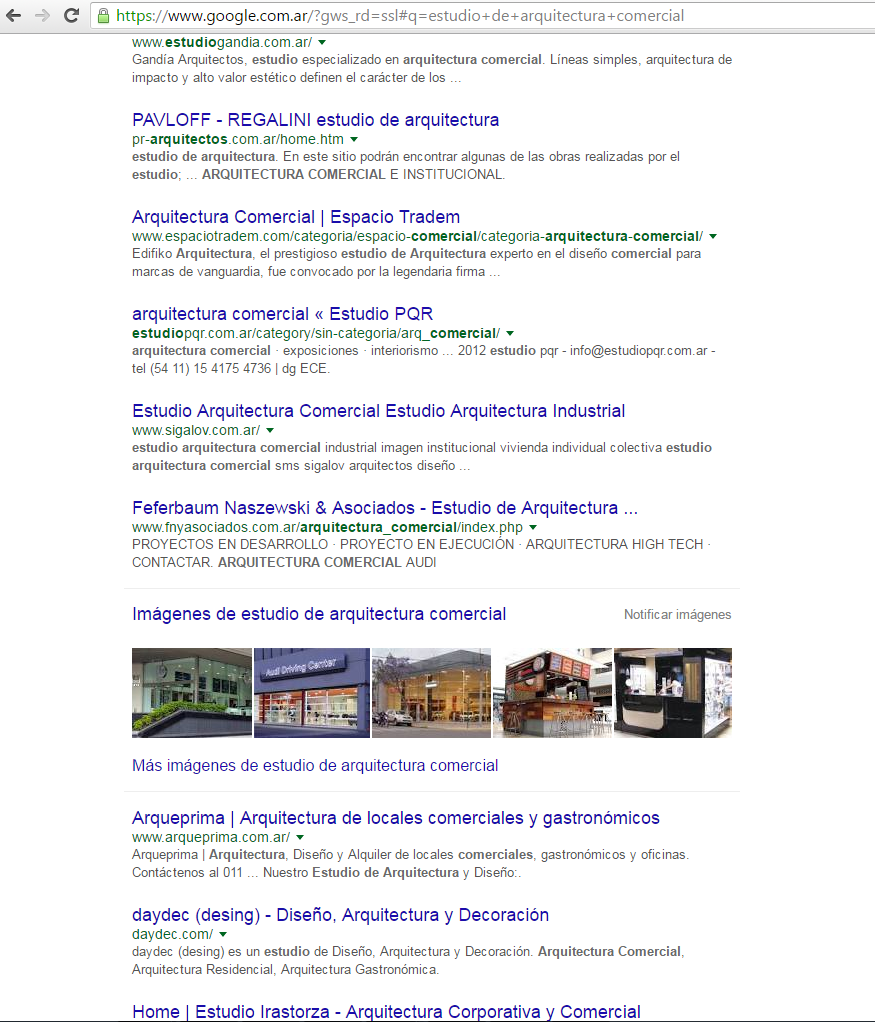 https://www.google.com.ar/?gws_rd=ssl#q=estudio+de+arquitectura+comercial
www.estudiogandia.com.ar/
Gandía Arquitectos, estudio especializado en arquitectura comercial. Líneas simples, arquitectura de
impacto y alto valor estético definen el carácter de los ...
PAVLOFF - REGALINI estudio de arquitectura
pr-arquitectos.com.ar/home.htm
estudio de arquitectura. En este sitio podrán encontrar algunas de las obras realizadas por el
estudio; ... ARQUITECTURA COMERCIAL E INSTITUCIONAL.
Arquitectura Comercial | Espacio Tradem
www.espaciotradem.com/categoria/espacio-comercial/categoria-arquitectura-comercial/
Edifiko Arquitectura, el prestigioso estudio de Arquitectura experto en el diseño comercial para
marcas de vanguardia, fue convocado por la legendaria firma ...
arquitectura comercial « Estudio PQR
estudiopqr.com.ar/category/sin-categoria/arq_comercial/
arquitectura comercial · exposiciones · interiorismo ... 2012 estudio pqr - info@estudiopqr.com.ar -
tel (54 11) 15 4175 4736 | dg ECE.
Estudio Arquitectura Comercial Estudio Arquitectura Industrial
www.sigalov.com.ar/
estudio arquitectura comercial industrial imagen institucional vivienda individual colectiva estudio
arquitectura comercial sms sigalov arquitectos diseño ...
Feferbaum Naszewski & Asociados - Estudio de Arquitectura ...
www.fnyasociados.com.ar/arquitectura_comercial/index.php
PROYECTOS EN DESARROLLO · PROYECTO EN EJECUCIÓN · ARQUITECTURA HIGH TECH ·
CONTACTAR. ARQUITECTURA COMERCIAL AUDI
Imágenes de estudio de arquitectura comercial
Notificar imágenes
Audi Driving Center
Más imágenes de estudio de arquitectura comercial
Arqueprima | Arquitectura de locales comerciales y gastronómicos
www.arqueprima.com.ar/
Arqueprima | Arquitectura, Diseño y Alquiler de locales comerciales, gastronómicos y oficinas.
Contáctenos al 011 ... Nuestro Estudio de Arquitectura y Diseño:.
daydec (desing) - Diseño, Arquitectura y Decoración
daydec.com/
daydec (desing) es un estudio de Diseño, Arquitectura y Decoración. Arquitectura Comercial,
Arquitectura Residencial, Arquitectura Gastronómica.
Home | Estudio Irastorza - Arquitectura Corporativa y Comercial